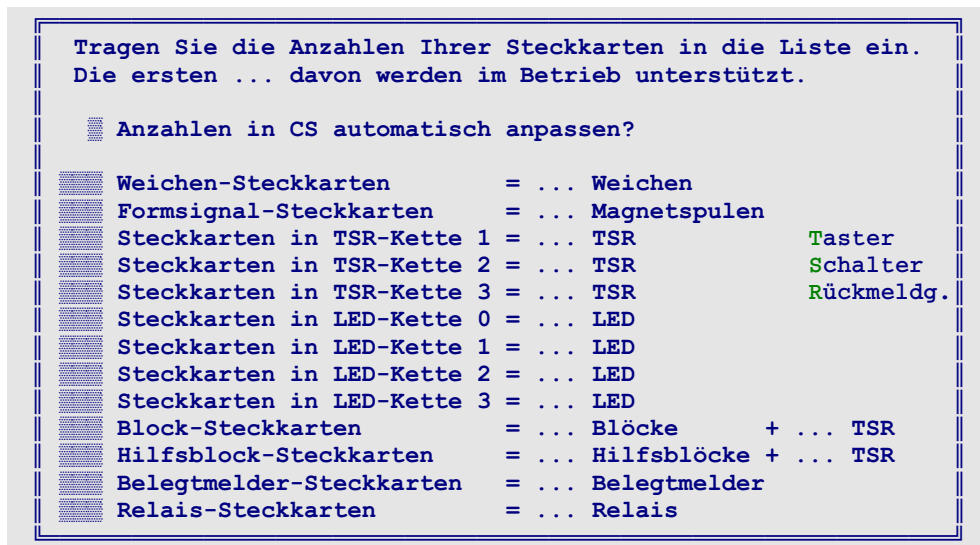 Tragen Sie die Anzahlen Ihrer Steckkarten in die Liste ein.
Die ersten ... davon werden im Betrieb unterstützt.
Anzahlen in CS automatisch anpassen?
Weichen-Steckkarten = ... Weichen
Formsignal-Steckkarten = ... Magnetspulen
Steckkarten in TSR-Kette 1 = ... TSR Taster
Steckkarten in TSR-Kette 2 = ... TSR Schalter
Steckkarten in TSR-Kette 3 = ... TSR Rückmeldg.
Steckkarten in LED-Kette 0 = ... LED
Steckkarten in LED-Kette 1 = ... LED
Steckkarten in LED-Kette 2 = ... LED
Steckkarten in LED-Kette 3 = ... LED
Block-Steckkarten = ... Blöcke + ... TSR
Hilfsblock-Steckkarten = ... Hilfsblöcke + ... TSR
Belegtmelder-Steckkarten = ... Belegtmelder
Relais-Steckkarten = ... Relais